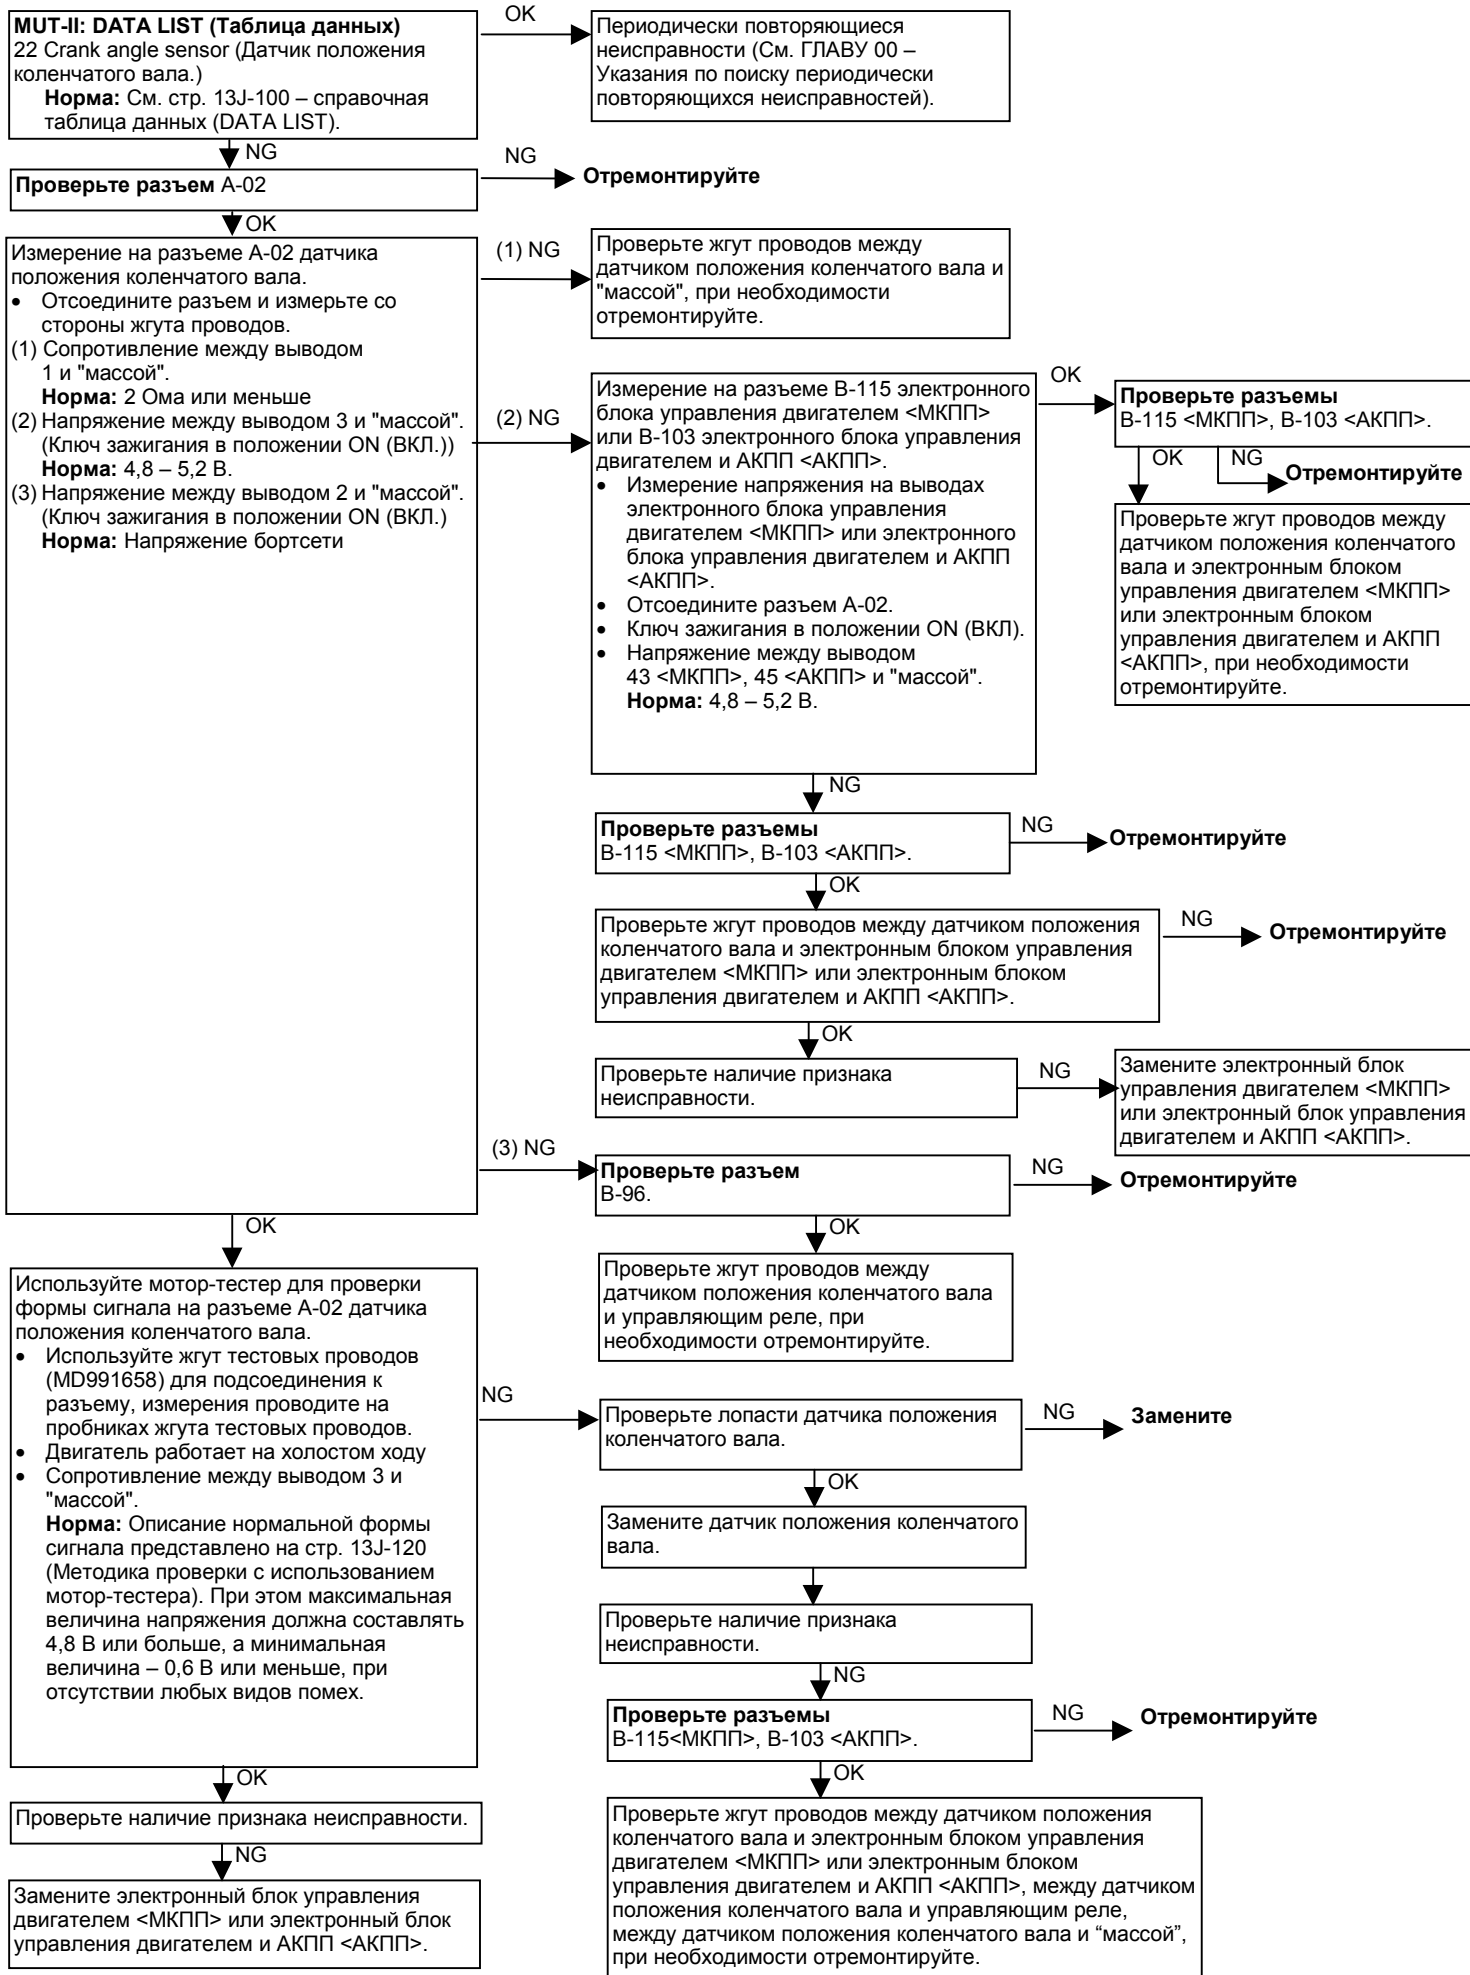 MUT-II: DATA LIST (Таблица данных)
22 Crank angle sensor (Датчик положения
коленчатого вала.)
Норма: См. стр. 13J-100 – справочная
таблица данных (DATA LIST).
OK
Периодически повторяющиеся
неисправности (См. ГЛАВУ 00 –
Указания по поиску периодически
повторяющихся неисправностей).
NG
Проверьте разъем A-02
NG
Отремонтируйте
OK
Измерение на разъеме A-02 датчика
положения коленчатого вала.
• Отсоедините разъем и измерьте со
стороны жгута проводов.
(1) Сопротивление между выводом
1 и "массой".
Норма: 2 Ома или меньше
(2) Напряжение между выводом 3 и "массой".
(Ключ зажигания в положении ON (ВКЛ.))
Норма: 4,8 – 5,2 В.
(3) Напряжение между выводом 2 и "массой".
(Ключ зажигания в положении ON (ВКЛ.)
Норма: Напряжение бортсети
(1) NG
Проверьте жгут проводов между
датчиком положения коленчатого вала и
"массой", при необходимости
отремонтируйте.
(2) NG
Измерение на разъеме B-115 электронного
блока управления двигателем <МКПП>
или B-103 электронного блока управления
двигателем и АКПП <АКПП>.
• Измерение напряжения на выводах
электронного блока управления
двигателем <МКПП> или электронного
блока управления двигателем и АКПП
<АКПП>.
• Отсоедините разъем A-02.
• Ключ зажигания в положении ON (ВКЛ).
• Напряжение между выводом
43 <МКПП>, 45 <АКПП> и "массой".
Норма: 4,8 – 5,2 В.
OK
Проверьте разъемы
B-115 <МКПП>, B-103 <АКПП>.
OK
NG
Отремонтируйте
Проверьте жгут проводов между
датчиком положения коленчатого
вала и электронным блоком
управления двигателем <МКПП>
или электронным блоком
управления двигателем и АКПП
<АКПП>, при необходимости
отремонтируйте.
NG
Проверьте разъемы
B-115 <МКПП>, B-103 <АКПП>.
NG
Отремонтируйте
OK
Проверьте жгут проводов между датчиком положения
коленчатого вала и электронным блоком управления
двигателем <МКПП> или электронным блоком
управления двигателем и АКПП <АКПП>.
NG
Отремонтируйте
OK
Проверьте наличие признака
неисправности.
NG
Замените электронный блок
управления двигателем <МКПП>
или электронный блок управления
двигателем и АКПП <АКПП>.
(3) NG
Проверьте разъем
B-96.
NG
Отремонтируйте
OK
Проверьте жгут проводов между
датчиком положения коленчатого вала
и управляющим реле, при
необходимости отремонтируйте.
OK
Используйте мотор-тестер для проверки
формы сигнала на разъеме A-02 датчика
положения коленчатого вала.
• Используйте жгут тестовых проводов
(MD991658) для подсоединения к
разъему, измерения проводите на
пробниках жгута тестовых проводов.
• Двигатель работает на холостом ходу
• Сопротивление между выводом 3 и
"массой".
Норма: Описание нормальной формы
сигнала представлено на стр. 13J-120
(Методика проверки с использованием
мотор-тестера). При этом максимальная
величина напряжения должна составлять
4,8 В или больше, а минимальная
величина – 0,6 В или меньше, при
отсутствии любых видов помех.
NG
Проверьте лопасти датчика положения
коленчатого вала.
NG
Замените
OK
Замените датчик положения коленчатого
вала.
Проверьте наличие признака
неисправности.
NG
Проверьте разъемы
B-115<МКПП>, B-103 <АКПП>.
NG
Отремонтируйте
OK
Проверьте жгут проводов между датчиком положения
коленчатого вала и электронным блоком управления
двигателем <МКПП> или электронным блоком
управления двигателем и АКПП <АКПП>, между датчиком
положения коленчатого вала и управляющим реле,
между датчиком положения коленчатого вала и “массой”,
при необходимости отремонтируйте.
OK
Проверьте наличие признака неисправности.
NG
Замените электронный блок управления
двигателем <МКПП> или электронный блок
управления двигателем и АКПП <АКПП>.